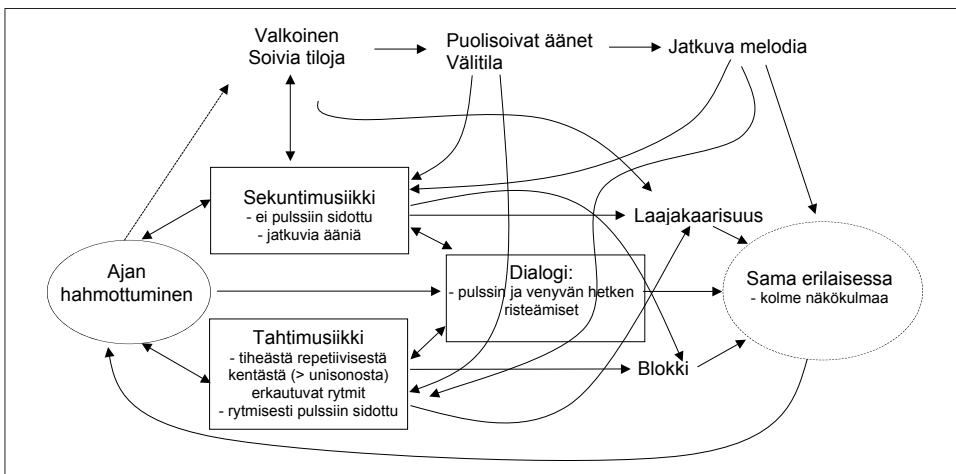 Valkoinen
Soivia tiloja
Puolisoivat äänet
Välitila
Jatkuva melodia
Sekuntimusiikki
- ei pulssiin sidottu
- jatkuvia ääniä
Laajakaarisuus
Ajan
hahmottuminen
Dialogi:
- pulssin ja venyvän hetken
risteämiset
Sama erilaisessa
- kolme näkökulmaa
Tahtimusiikki
- tiheästä repetiivisestä
kentästä (> unisonosta)
erkautuvat rytmit
- rytmisesti pulssiin sidottu
Blokki